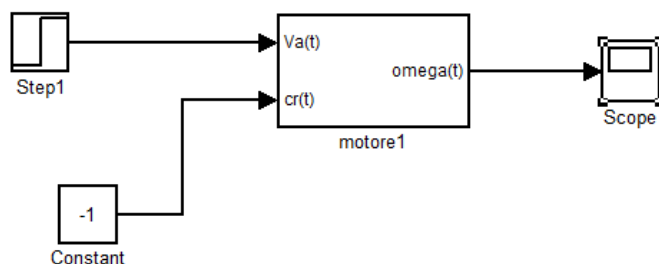 Va(t)
Step1
omega(t)
cr(t)
Scope
motore1
-1
Constant